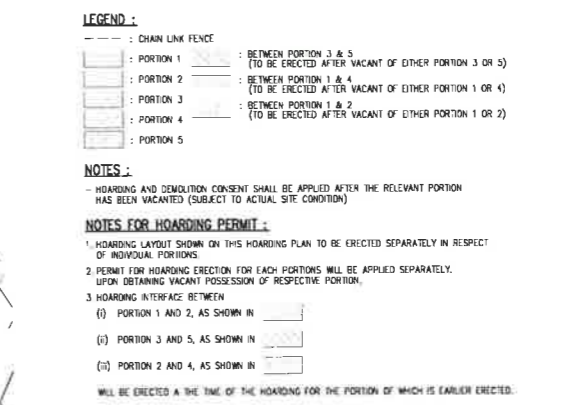 LEGEND :
: CHAIN LINK FENCE
: PORTION 1
: BETWEEN PORTION 3 & 5
(TO BE ERECTED AFTER VACANT OF EITHER PORTION 3 OR 5)
: PORTION 2
: BETWEEN PORTION 1 & 4
(TO BE ERECTED AFTER VACANT OF EITHER PORTION 1 OR 4)
: PORTION 3
: BETWEEN PORTION 1 & 2
(TO BE ERECTED AFTER VACANT OF EITHER PORTION 1 OR 2)
: PORTION 4
: PORTION 5
NOTES :
- HOARDING AND DEMOLITION CONSENT SHALL BE APPLIED AFTER THE RELEVANT PORTION
HAS BEEN VACANTED (SUBJECT TO ACTUAL SITE CONDITION)
NOTES FOR HOARDING PERMIT :
1. HOARDING LAYOUT SHOWN ON THIS HOARDING PLAN TO BE ERECTED SEPARATELY IN RESPECT
OF INDIVIDUAL PORTIONS.
2. PERMIT FOR HOARDING ERECTION FOR EACH PORTIONS WILL BE APPLIED SEPARATELY.
UPON OBTAINING VACANT POSSESSION OF RESPECTIVE PORTION.
3 HOARDING INTERFACE BETWEEN
(i) PORTION 1 AND 2, AS SHOWN IN
(ii) PORTION 3 AND 5, AS SHOWN IN
(iii) PORTION 2 AND 4, AS SHOWN IN
WILL BE ERECTED A THE TIME OF THE HOARDING FOR THE PORTION OF WHICH IS EARLIER ERECTED.